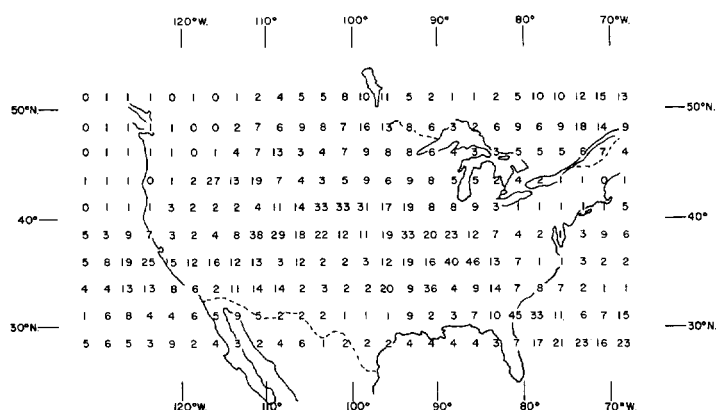 120°W. 110°W. 100°W. 90°W. 80°W. 70°W.
0 1 1 1 0 1 0 1 2 4 5 5 8 10 11 5 2 1 1 2 5 10 10 12 15 13
50°N. 50°N.
0 1 1 1 1 0 0 2 7 6 9 8 7 16 13 8 6 3 2 6 9 6 9 18 14 9
0 1 1 1 0 1 4 7 13 3 4 7 9 8 8 6 4 3 3 5 5 5 6 7 4
1 1 1 0 1 2 27 13 19 7 4 3 5 9 6 9 8 5 5 2 4 2 1 1 0 1
40°N. 0 1 1 1 3 2 2 2 4 11 14 33 33 31 17 19 8 8 9 3 1 1 1 1 1 5 40°N.
5 3 9 7 3 2 4 8 38 29 18 22 12 11 19 33 20 23 12 7 4 2 1 3 9 6
5 8 19 25 15 12 16 12 13 3 12 2 2 3 12 19 16 40 46 13 7 1 1 3 2 2
4 4 13 13 8 6 2 11 14 14 2 3 2 2 20 9 36 4 9 14 7 8 7 2 1 1
30°N. 1 6 8 4 4 6 5 9 5 2 2 2 1 1 1 9 2 3 7 10 45 33 11 6 7 15 30°N.
5 6 5 3 9 2 4 3 2 4 6 1 2 2 2 4 4 4 4 3 7 17 21 23 16 23
120°W. 110°W. 100°W. 90°W. 80°W. 70°W.